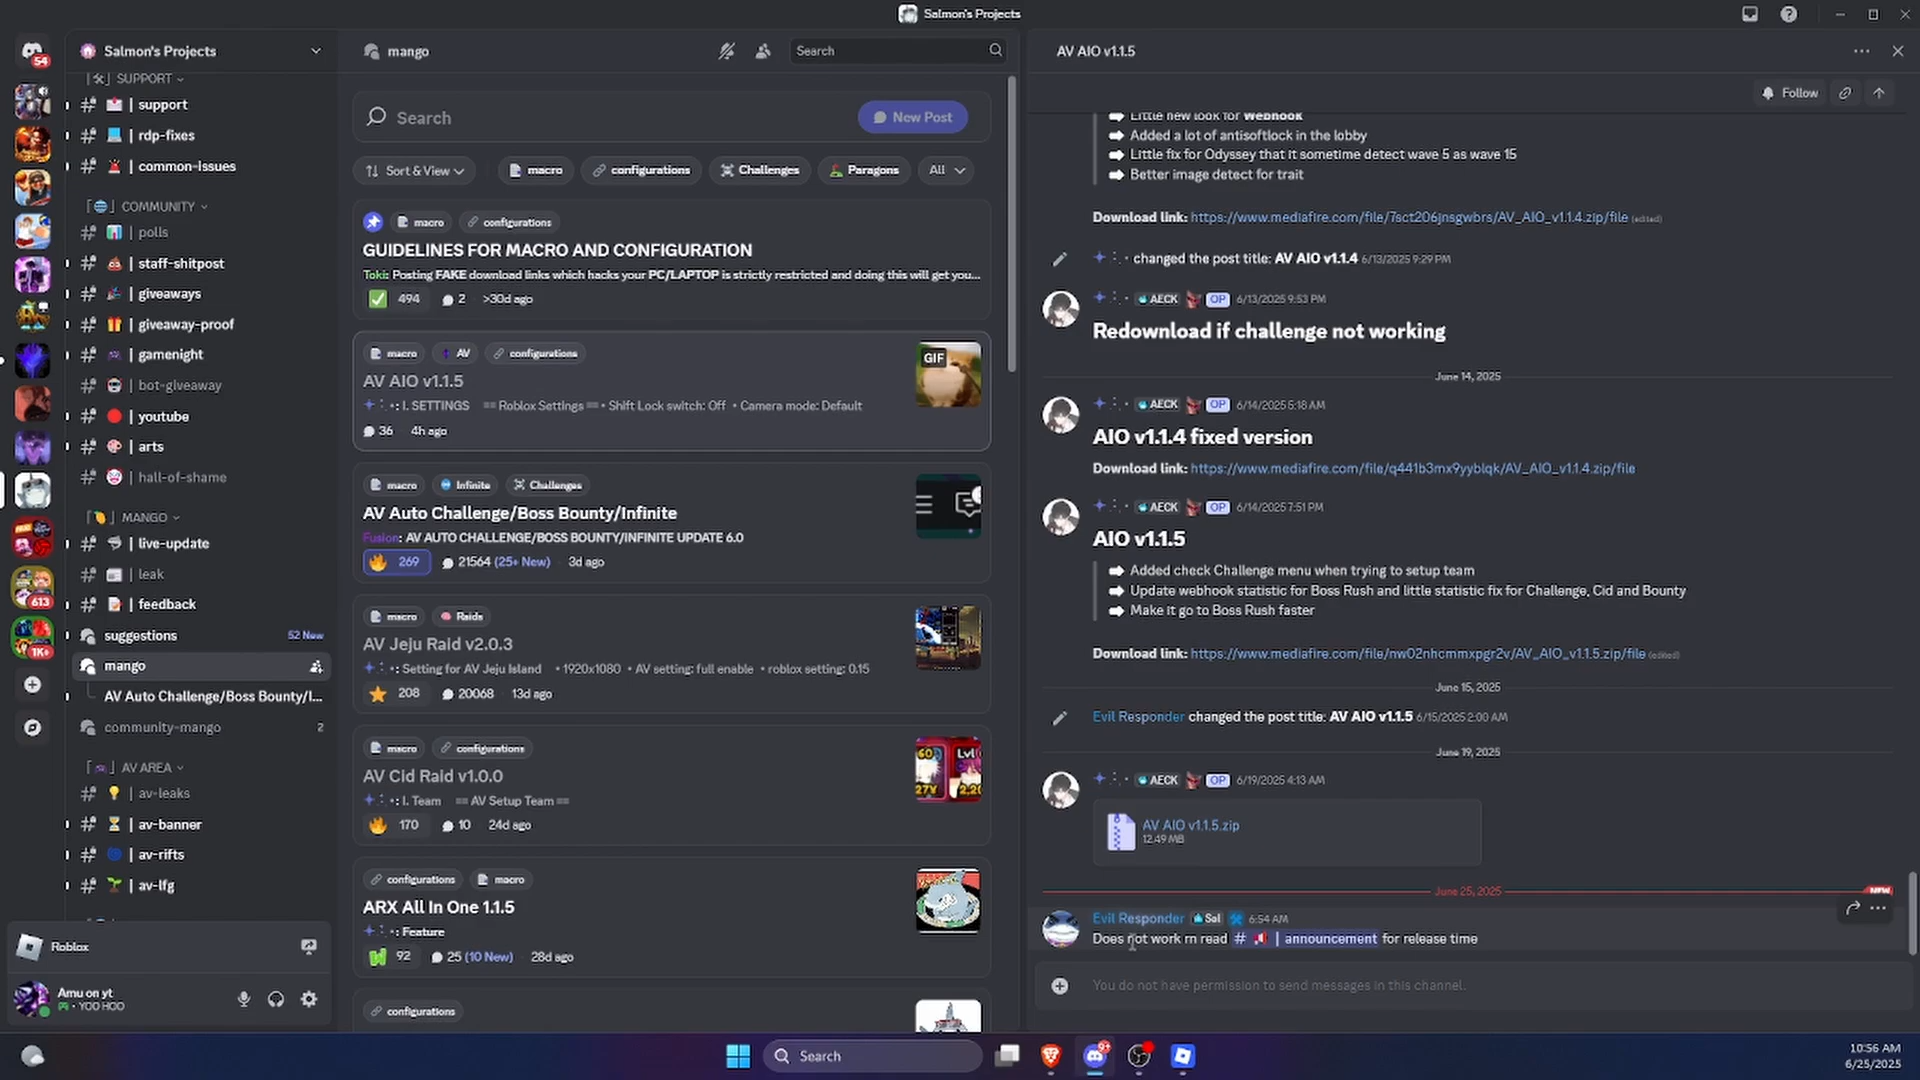 Salmon's Projects
54
613
1K+
Salmon's Projects
SUPPORT
support
rdp-fixes
common-issues
COMMUNITY
polls
staff-shitpost
giveaways
giveaway-proof
gamenight
bot-giveaway
youtube
arts
hall-of-shame
MANGO
live-update
leak
feedback
suggestions 52 New
mango
AV Auto Challenge/Boss Bounty/I...
community-mango 2
AV AREA
av-leaks
av-banner
av-rifts
av-lfg
Roblox
Amu on yt
YOO HOO
mango
Search
Search
New Post
Sort & View
macro
configurations
Challenges
Paragons
All
macro configurations
GUIDELINES FOR MACRO AND CONFIGURATION
Toki: Posting FAKE download links which hacks your PC/LAPTOP is strictly restricted and doing this will get you...
494 2 >30d ago
macro AV configurations
AV AIO v1.1.5
: I. SETTINGS == Roblox Settings == • Shift Lock switch: Off • Camera mode: Default
36 4h ago
GIF
macro Infinite Challenges
AV Auto Challenge/Boss Bounty/Infinite
Fusion: AV AUTO CHALLENGE/BOSS BOUNTY/INFINITE UPDATE 6.0
269 21564 (25+ New) 3d ago
macro Raids
AV Jeju Raid v2.0.3
: Setting for AV Jeju Island • 1920x1080 • AV setting: full enable • roblox setting: 0.15
208 20068 13d ago
macro configurations
AV Cid Raid v1.0.0
: I. Team == AV Setup Team ==
170 10 24d ago
configurations macro
ARX All In One 1.1.5
: Feature
92 25 (10 New) 28d ago
configurations
AV AIO v1.1.5
Follow
Little new look for Webhook
Added a lot of antisoftlock in the lobby
Little fix for Odyssey that it sometime detect wave 5 as wave 15
Better image detect for trait
Download link: https://www.mediafire.com/file/7sct206jnsgwbrs/AV_AIO_v1.1.4.zip/file (edited)
changed the post title: AV AIO v1.1.4 6/13/2025 9:29 PM
AECK OP 6/13/2025 9:53 PM
Redownload if challenge not working
June 14, 2025
AECK OP 6/14/2025 5:18 AM
AIO v1.1.4 fixed version
Download link: https://www.mediafire.com/file/q441b3mx9yyblqk/AV_AIO_v1.1.4.zip/file
AECK OP 6/14/2025 7:51 PM
AIO v1.1.5
Added check Challenge menu when trying to setup team
Update webhook statistic for Boss Rush and little statistic fix for Challenge, Cid and Bounty
Make it go to Boss Rush faster
Download link: https://www.mediafire.com/file/nw02nhcmmxpgr2v/AV_AIO_v1.1.5.zip/file (edited)
June 15, 2025
Evil Responder changed the post title: AV AIO v1.1.5 6/15/2025 2:00 AM
June 19, 2025
AECK OP 6/19/2025 4:13 AM
AV AIO v1.1.5.zip
12.49 MB
June 25, 2025 NEW
Evil Responder Sal 6:54 AM
Does not work rn read # | announcement for release time
You do not have permission to send messages in this channel.
Search
10:56 AM
6/25/2025